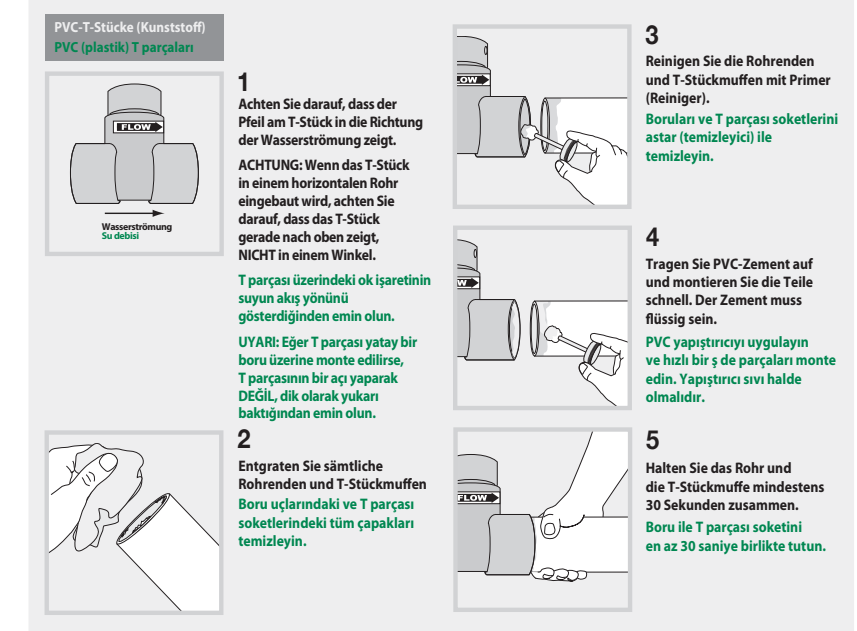 PVC-T-Stücke (Kunststoff)
PVC (plastik) T parçaları
FLOW
Wasserströmung
Su debisi
1
Achten Sie darauf, dass der
Pfeil am T-Stück in die Richtung
der Wasserströmung zeigt.
ACHTUNG: Wenn das T-Stück
in einem horizontalen Rohr
eingebaut wird, achten Sie
darauf, dass das T-Stück
gerade nach oben zeigt,
NICHT in einem Winkel.
T parçası üzerindeki ok işaretinin
suyun akış yönünü
gösterdiğinden emin olun.
UYARI: Eğer T parçası yatay bir
boru üzerine monte edilirse,
T parçasının bir açı yaparak
DEĞİL, dik olarak yukarı
baktığından emin olun.
2
Entgraten Sie sämtliche
Rohrenden und T-Stückmuffen
Boru uçlarındaki ve T parçası
soketlerindeki tüm çapakları
temizleyin.
LOW
3
Reinigen Sie die Rohrenden
und T-Stückmuffen mit Primer
(Reiniger).
Boruları ve T parçası soketlerini
astar (temizleyici) ile
temizleyin.
W
4
Tragen Sie PVC-Zement auf
und montieren Sie die Teile
schnell. Der Zement muss
flüssig sein.
PVC yapıştırıcıyı uygulayın
ve hızlı bir ş de parçaları monte
edin. Yapıştırıcı sıvı halde
olmalıdır.
FLOW
5
Halten Sie das Rohr und
die T-Stückmuffe mindestens
30 Sekunden zusammen.
Boru ile T parçası soketini
en az 30 saniye birlikte tutun.